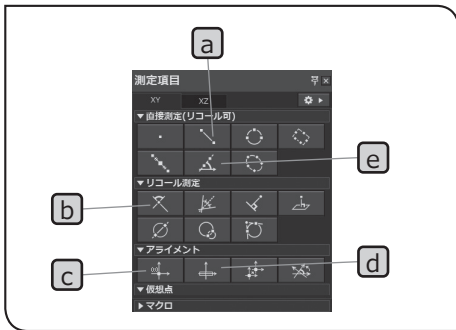 a
測定項目
XY XZ
▼直接測定(リコール可)
e
▼リコール測定
b
▼アライメント
c
d
▼仮想点
▶マクロ